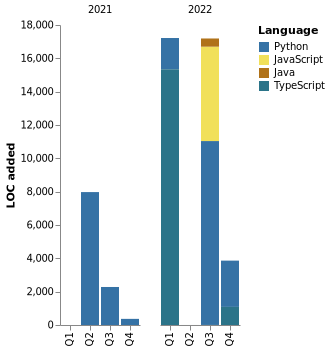 2021
2022
Language
Python
JavaScript
Java
TypeScript
LOC added
18,000
16,000
14,000
12,000
10,000
8,000
6,000
4,000
2,000
0
Q1
Q2
Q3
Q4
Q1
Q2
Q3
Q4